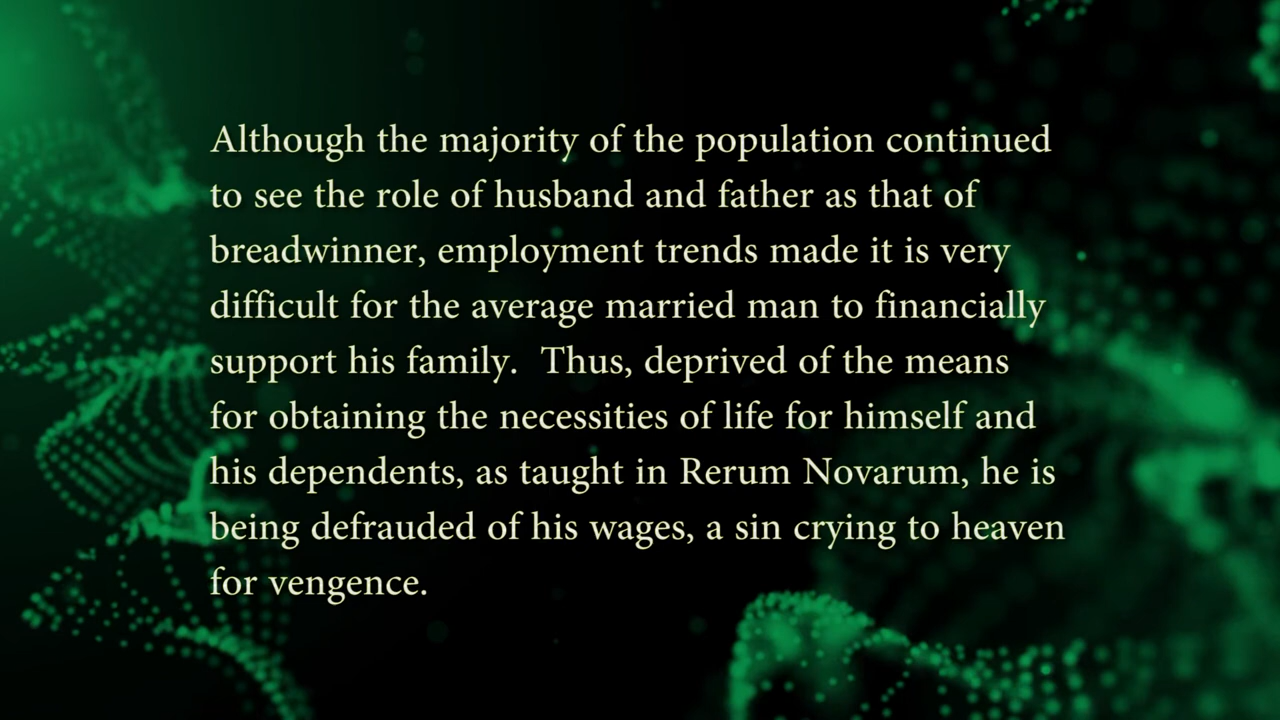 Although the majority of the population continued
to see the role of husband and father as that of
breadwinner, employment trends made it is very
difficult for the average married man to financially
support his family.  Thus, deprived of the means
for obtaining the necessities of life for himself and
his dependents, as taught in Rerum Novarum, he is
being defrauded of his wages, a sin crying to heaven
for vengence.